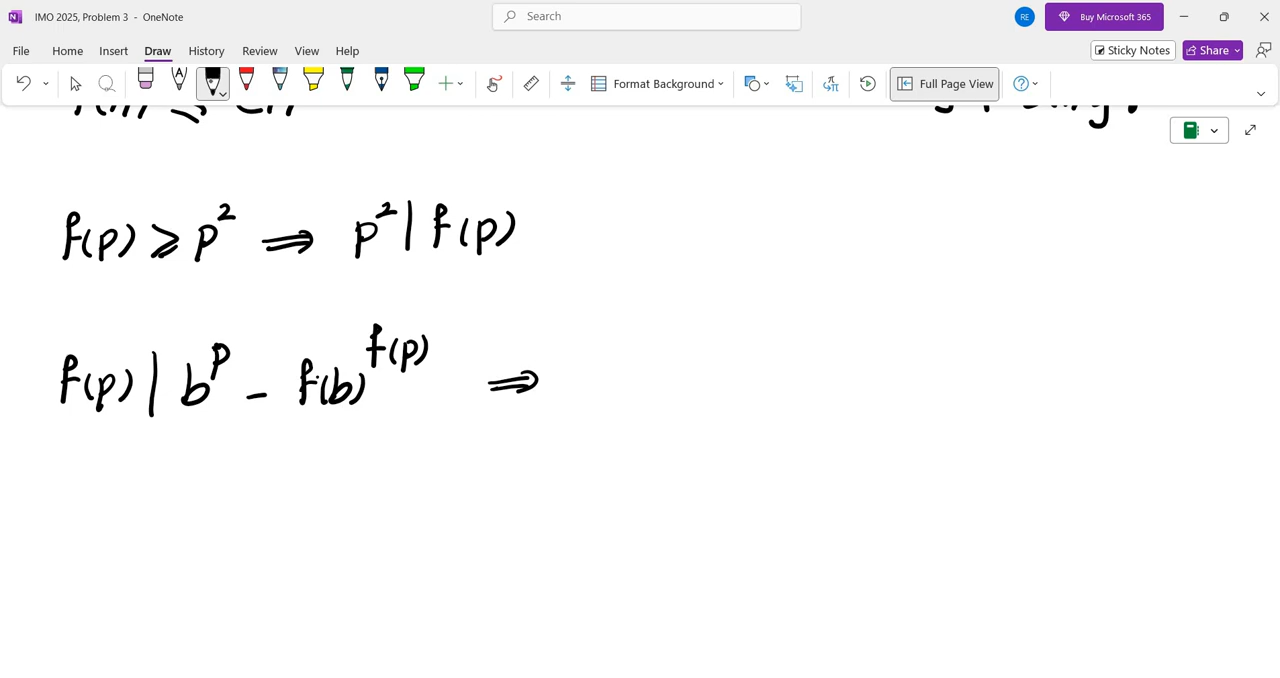 IMO 2025, Problem 3 - OneNote
Search
RE
Buy Microsoft 365
File Home Insert Draw History Review View Help
Sticky Notes
Share
Format Background
Full Page View
f(p) ≥ p² ⇒ p² | f(p)
f(p) | b^p - f(b)^f(p) ⇒